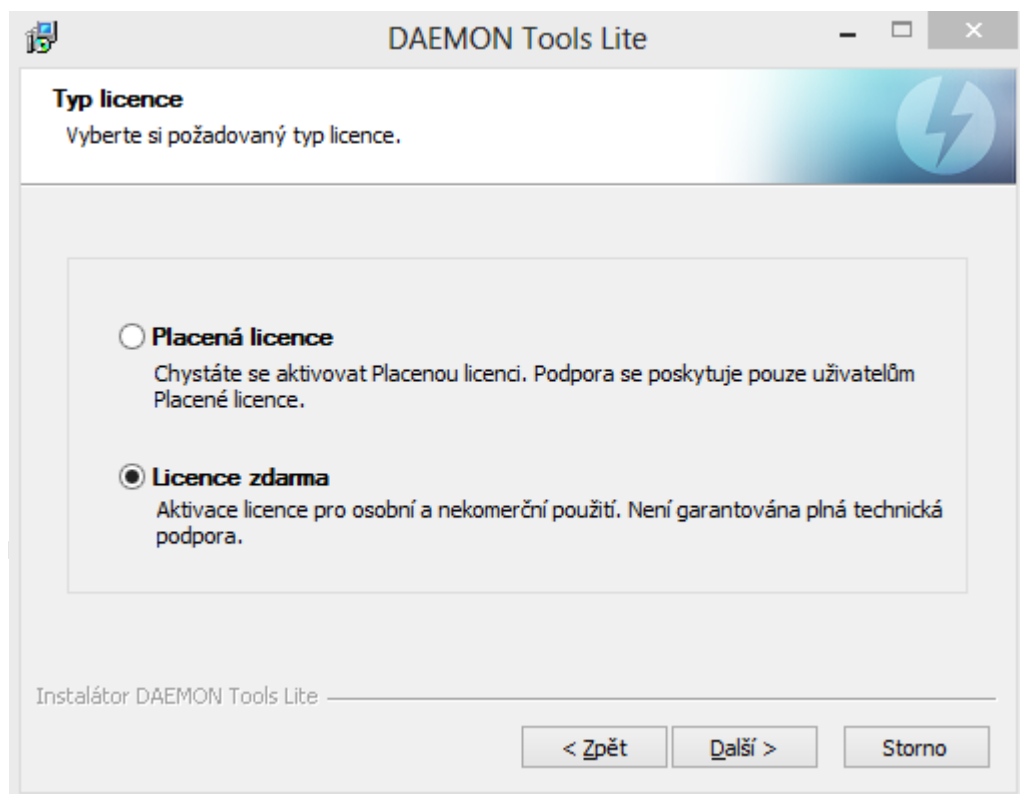 DAEMON Tools Lite
Typ licence
Vyberte si požadovaný typ licence.
Placená licence
Chystáte se aktivovat Placenou licenci. Podpora se poskytuje pouze uživatelům
Placené licence.
Licence zdarma
Aktivace licence pro osobní a nekomerční použití. Není garantována plná technická
podpora.
Instalátor DAEMON Tools Lite
< Zpět
Další >
Storno